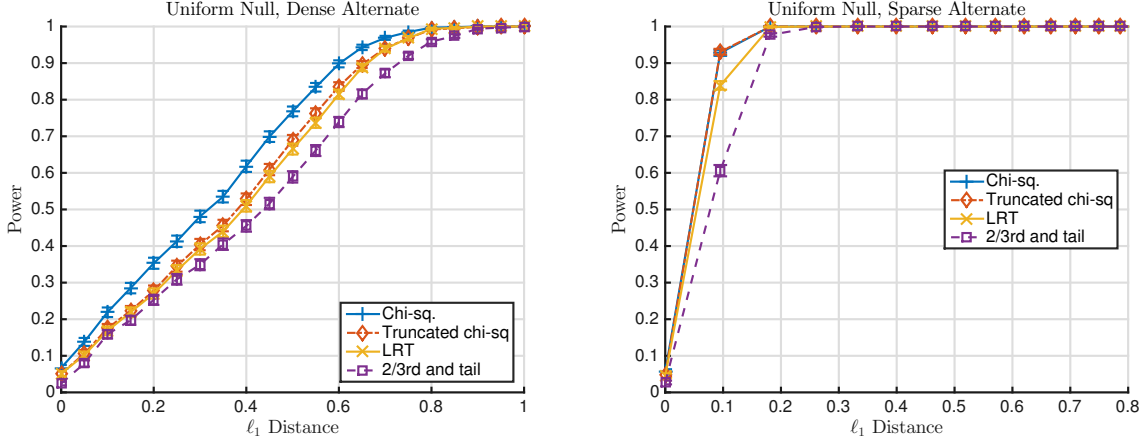 Uniform Null, Dense Alternate
Power
1
0.9
0.8
0.7
0.6
0.5
0.4
0.3
0.2
0.1
0
Chi-sq.
Truncated chi-sq
LRT
2/3rd and tail
0 0.2 0.4 0.6 0.8 1
ℓ1 Distance
Uniform Null, Sparse Alternate
Power
1
0.9
0.8
0.7
0.6
0.5
0.4
0.3
0.2
0.1
0
Chi-sq.
Truncated chi-sq
LRT
2/3rd and tail
0 0.1 0.2 0.3 0.4 0.5 0.6 0.7 0.8
ℓ1 Distance